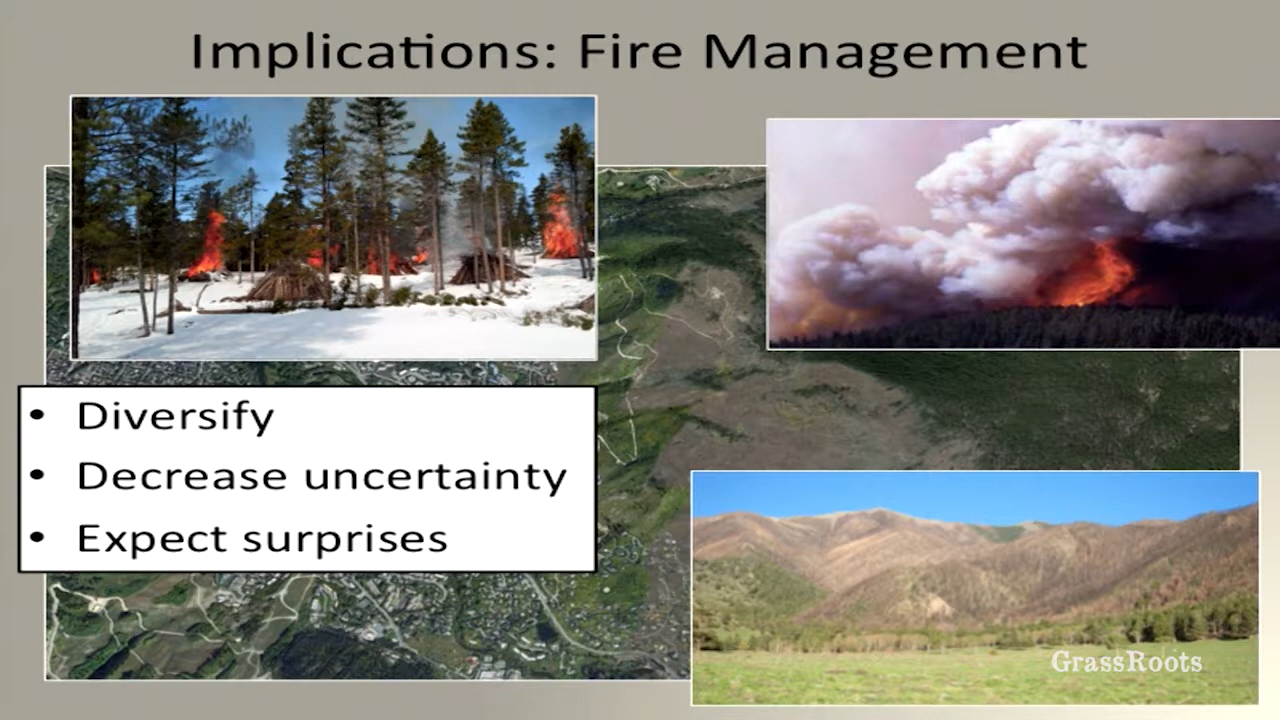 Implications: Fire Management
• Diversify
• Decrease uncertainty
• Expect surprises
GrassRoots